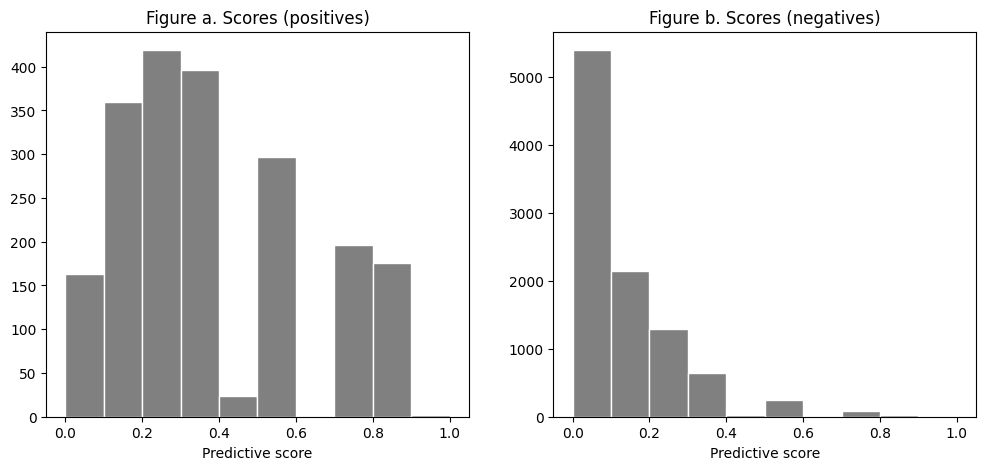 Figure a. Scores (positives)
400
350
300
250
200
150
100
50
0
0.0 0.2 0.4 0.6 0.8 1.0
Predictive score
Figure b. Scores (negatives)
5000
4000
3000
2000
1000
0
0.0 0.2 0.4 0.6 0.8 1.0
Predictive score